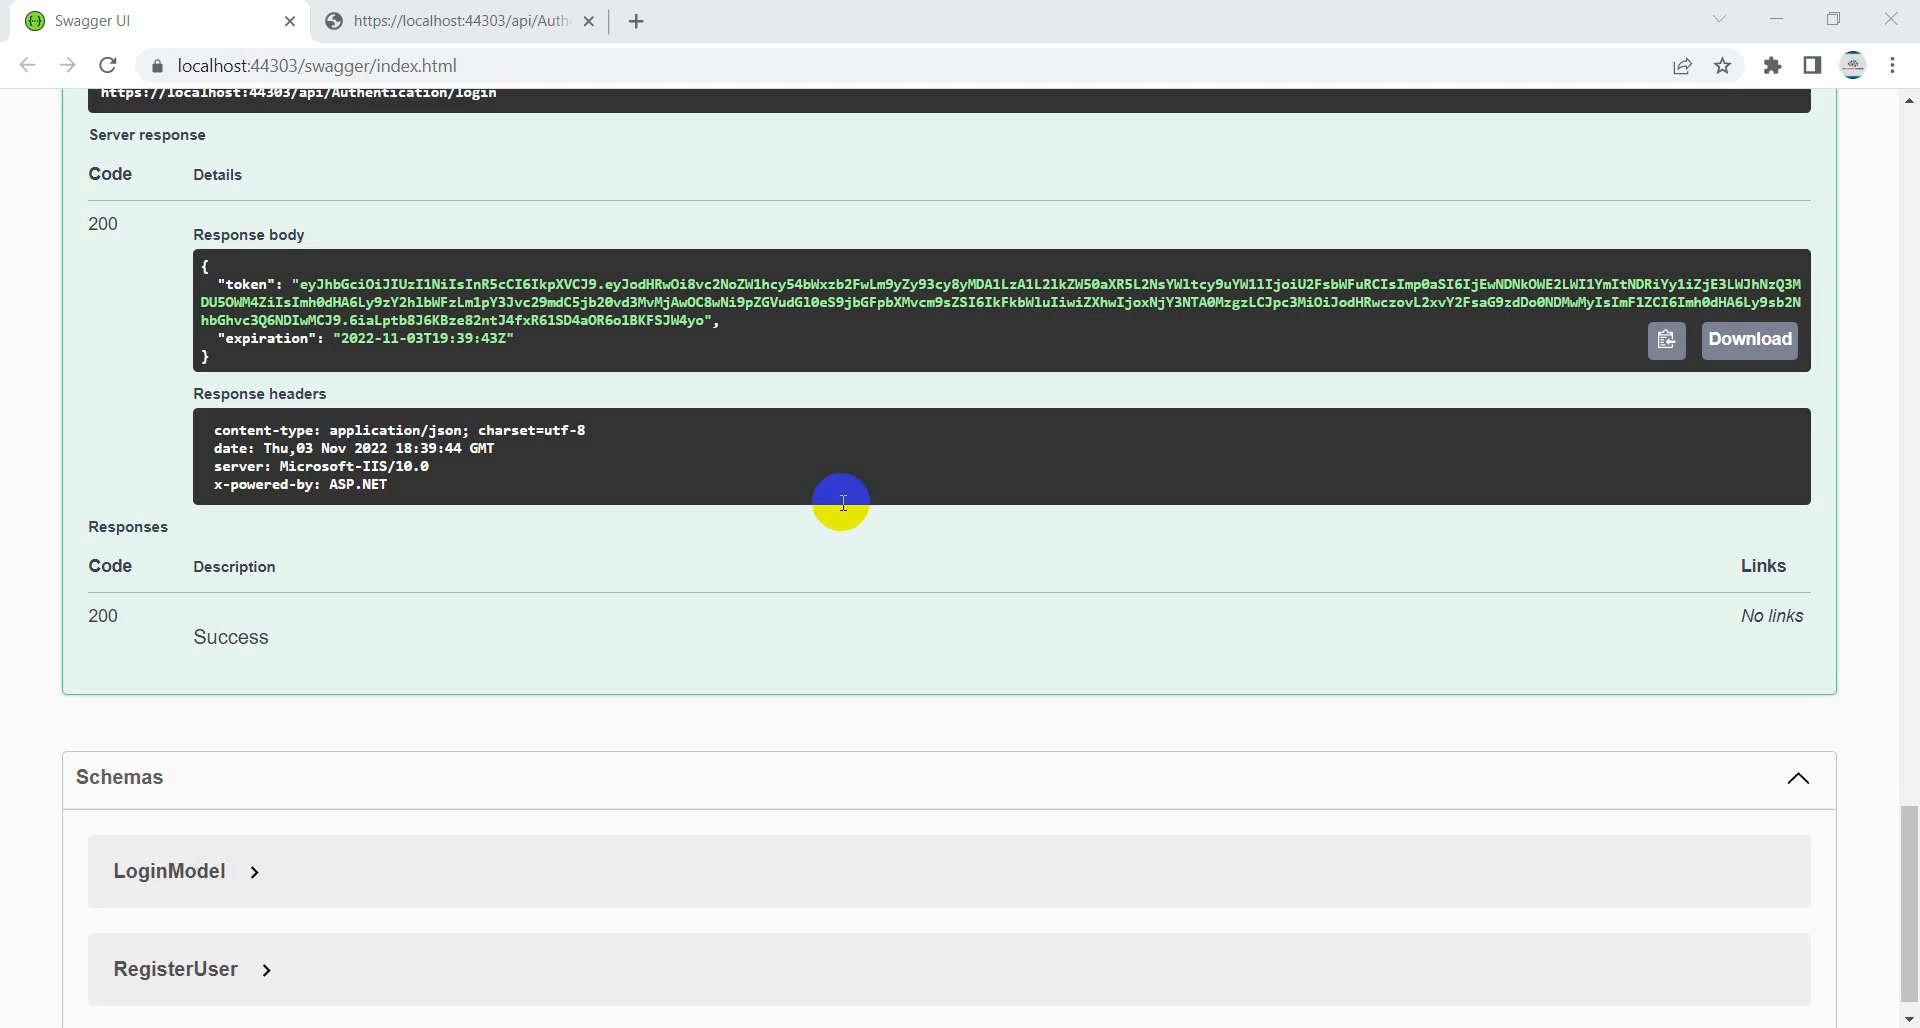 Swagger UI
https://localhost:44303/api/Auth
localhost:44303/swagger/index.html
https://localhost:44303/api/Authentication/login
Server response
Code Details
200
Response body
{
"token": "eyJhbGciOiJIUzI1NiIsInR5cCI6IkpXVCJ9.eyJodHRwOi8vc2NoZW1hcy54bWxzb2FwLm9yZy93cy8yMDA1LzA1L2lkZW50aXR5L2NsYWltcy9uYW1lIjoiU2FsbWFuRCIsImp0aSI6IjEwNDNkOWE2LWI1YmItNDRiYy1iZjE3LWJhNzQ3M
DU5OWM4ZiIsImh0dHA6Ly9zY2hlbWFzLm1pY3Jvc29mdC5jb20vd3MvMjAwOC8wNi9pZGVudGl0eS9jbGFpbXMvcm9sZSI6IkFkbWluIiwiZXhwIjoxNjY3NTA0MzgzLCJpc3MiOiJodHRwczovL2xvY2FsaG9zdDo0NDMwMyIsImF1ZCI6Imh0dHA6Ly9sb2N
hbGhvc3Q6NDIwMCJ9.6iaLptb8J6KBze82ntJ4fxR61SD4aOR6o1BKFSJW4yo",
"expiration": "2022-11-03T19:39:43Z"
}
Download
Response headers
content-type: application/json; charset=utf-8
date: Thu,03 Nov 2022 18:39:44 GMT
server: Microsoft-IIS/10.0
x-powered-by: ASP.NET
Responses
Code Description Links
200 No links
Success
Schemas
LoginModel
RegisterUser